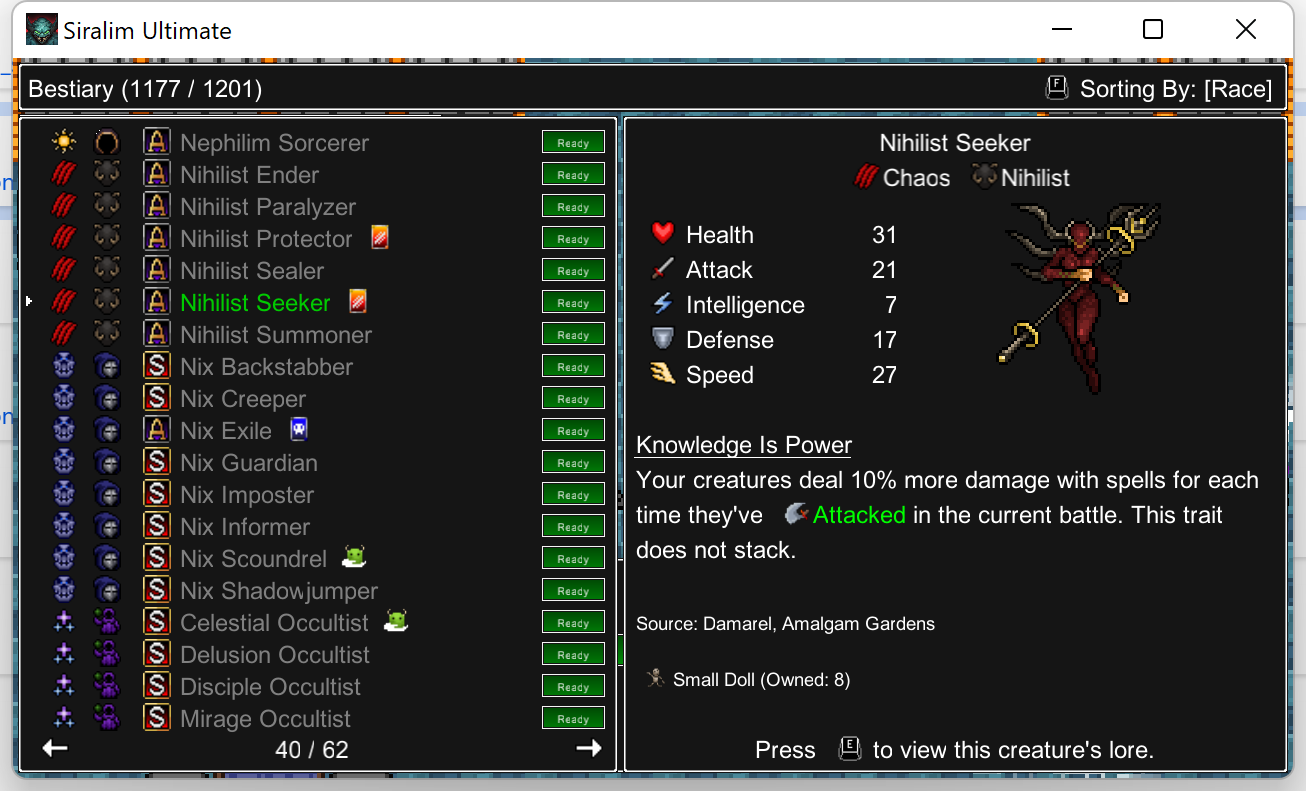 Siralim Ultimate
Bestiary (1177 / 1201)
F Sorting By: [Race]
A Nephilim Sorcerer Ready
A Nihilist Ender Ready
A Nihilist Paralyzer Ready
A Nihilist Protector Ready
A Nihilist Sealer Ready
A Nihilist Seeker Ready
A Nihilist Summoner Ready
S Nix Backstabber Ready
S Nix Creeper Ready
A Nix Exile Ready
S Nix Guardian Ready
S Nix Imposter Ready
S Nix Informer Ready
S Nix Scoundrel Ready
S Nix Shadowjumper Ready
S Celestial Occultist Ready
S Delusion Occultist Ready
S Disciple Occultist Ready
S Mirage Occultist Ready
40 / 62
Nihilist Seeker
Chaos Nihilist
Health 31
Attack 21
Intelligence 7
Defense 17
Speed 27
Knowledge Is Power
Your creatures deal 10% more damage with spells for each
time they've Attacked in the current battle. This trait
does not stack.
Source: Damarel, Amalgam Gardens
Small Doll (Owned: 8)
Press E to view this creature's lore.